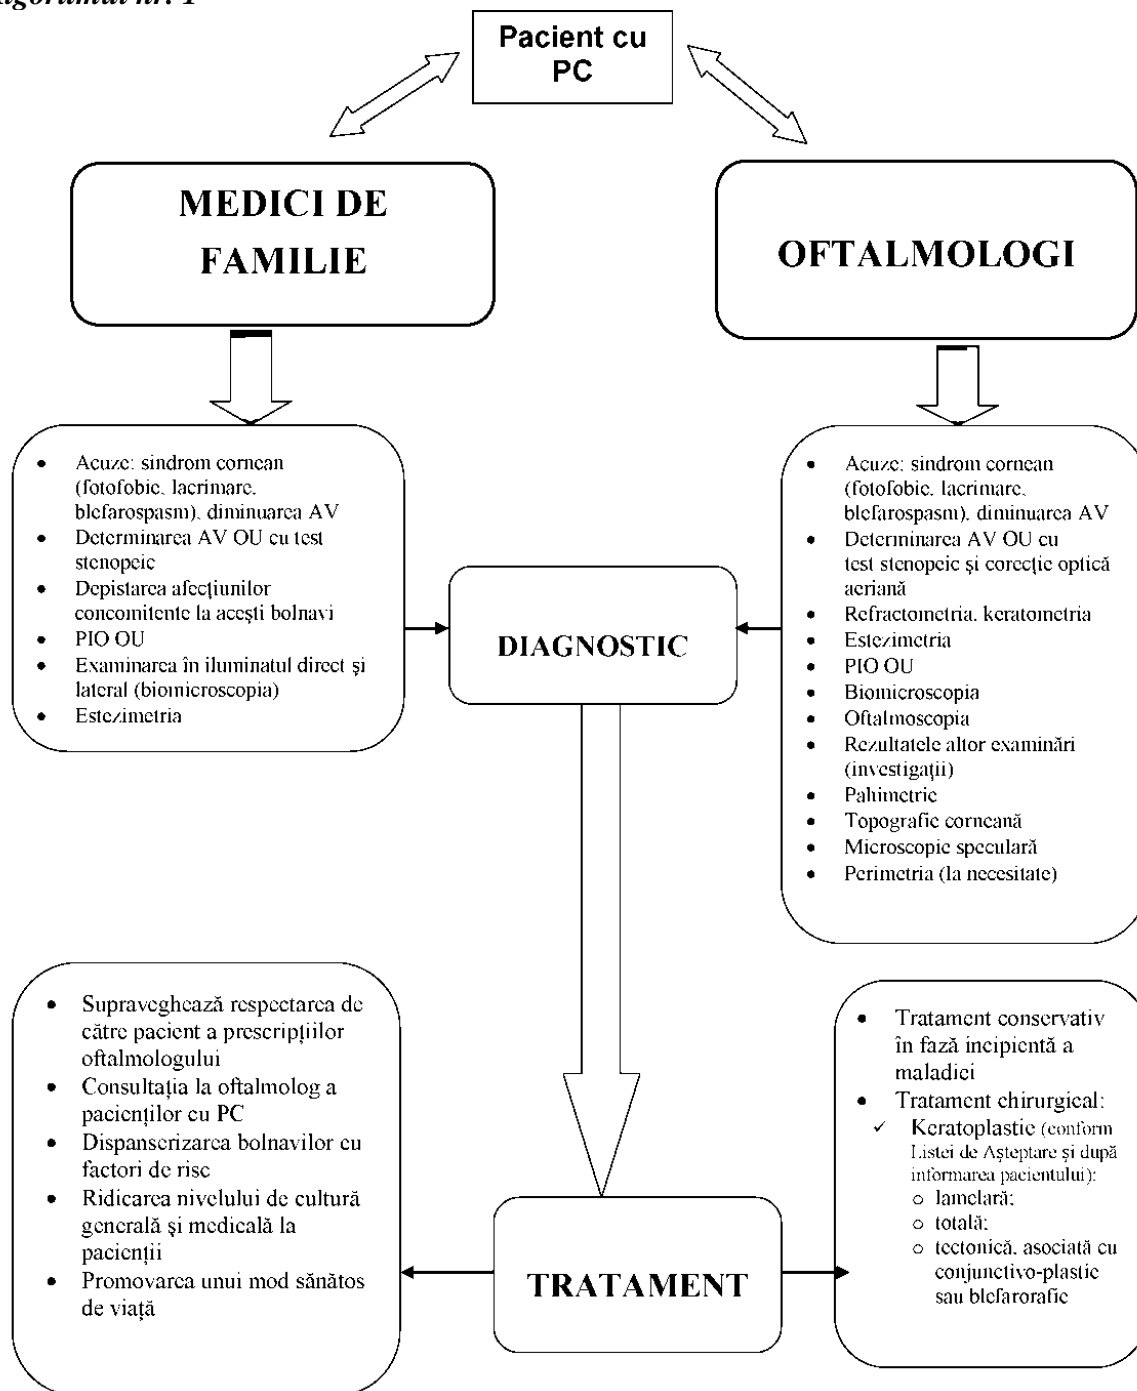 Algoritmul nr. 1
Pacient cu
PC
MEDICI DE
FAMILIE
OFTALMOLOGI
• Acuze: sindrom cornean
(fotofobie, lacrimare,
blefarospasm), diminuarea AV
• Determinarea AV OU cu test
stenopeic
• Depistarea afecțiunilor
concomitente la acești bolnavi
• PIO OU
• Examinarea în iluminatul direct și
lateral (biomicroscopia)
• Estezimetria
DIAGNOSTIC
• Acuze: sindrom cornean
(fotofobie, lacrimare,
blefarospasm), diminuarea AV
• Determinarea AV OU cu
test stenopeic și corecție optică
aeriană
• Refractometria, keratometria
• Estezimetria
• PIO OU
• Biomicroscopia
• Oftalmoscopia
• Rezultatele altor examinări
(investigații)
• Pahimetrie
• Topografie corneană
• Microscopie speculară
• Perimetria (la necesitate)
• Supraveghează respectarea de
către pacient a prescripțiilor
oftalmologului
• Consultația la oftalmolog a
pacienților cu PC
• Dispanserizarea bolnavilor cu
factori de risc
• Ridicarea nivelului de cultură
generală și medicală la
pacienții
• Promovarea unui mod sănătos
de viață
TRATAMENT
• Tratament conservativ
în fază incipientă a
maladiei
• Tratament chirurgical:
✓ Keratoplastie (conform
Listei de Așteptare și după
informarea pacientului):
o lamelară;
o totală;
o tectonică, asociată cu
conjunctivo-plastie
sau blefarorafie